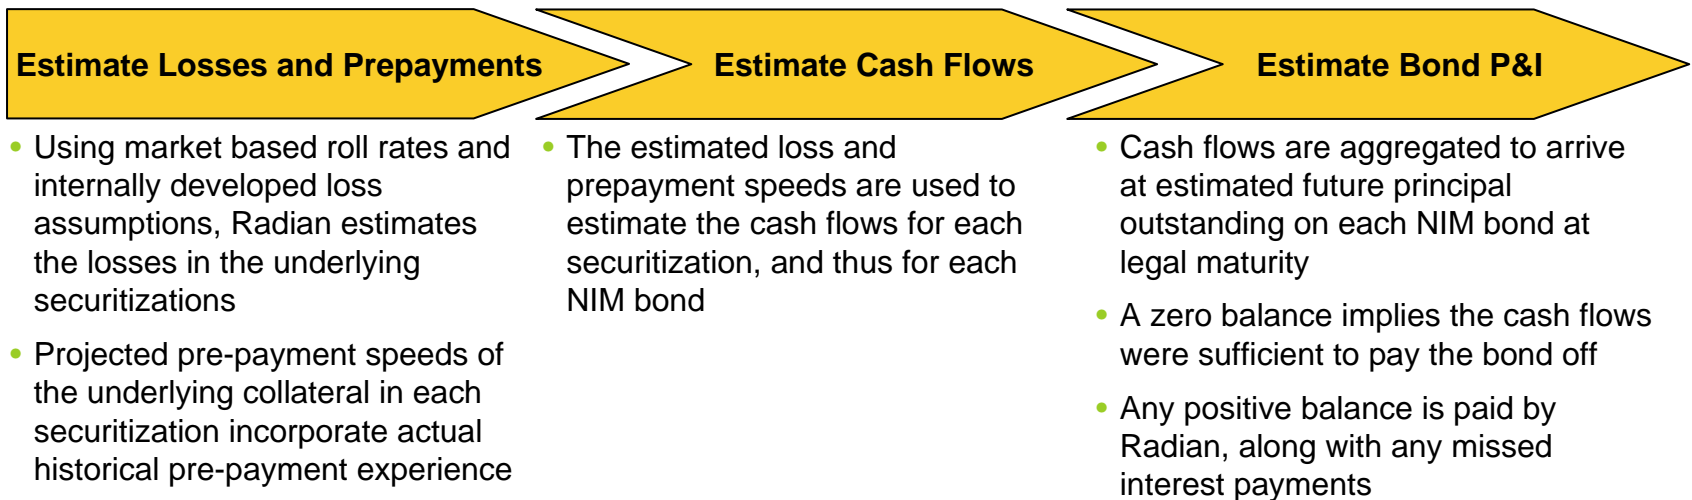 Estimate Losses and Prepayments
Estimate Cash Flows
Estimate Bond P&I
• Using market based roll rates and
internally developed loss
assumptions, Radian estimates
the losses in the underlying
securitizations
• Projected pre-payment speeds of
the underlying collateral in each
securitization incorporate actual
historical pre-payment experience
• The estimated loss and
prepayment speeds are used to
estimate the cash flows for each
securitization, and thus for each
NIM bond
• Cash flows are aggregated to arrive
at estimated future principal
outstanding on each NIM bond at
legal maturity
• A zero balance implies the cash flows
were sufficient to pay the bond off
• Any positive balance is paid by
Radian, along with any missed
interest payments